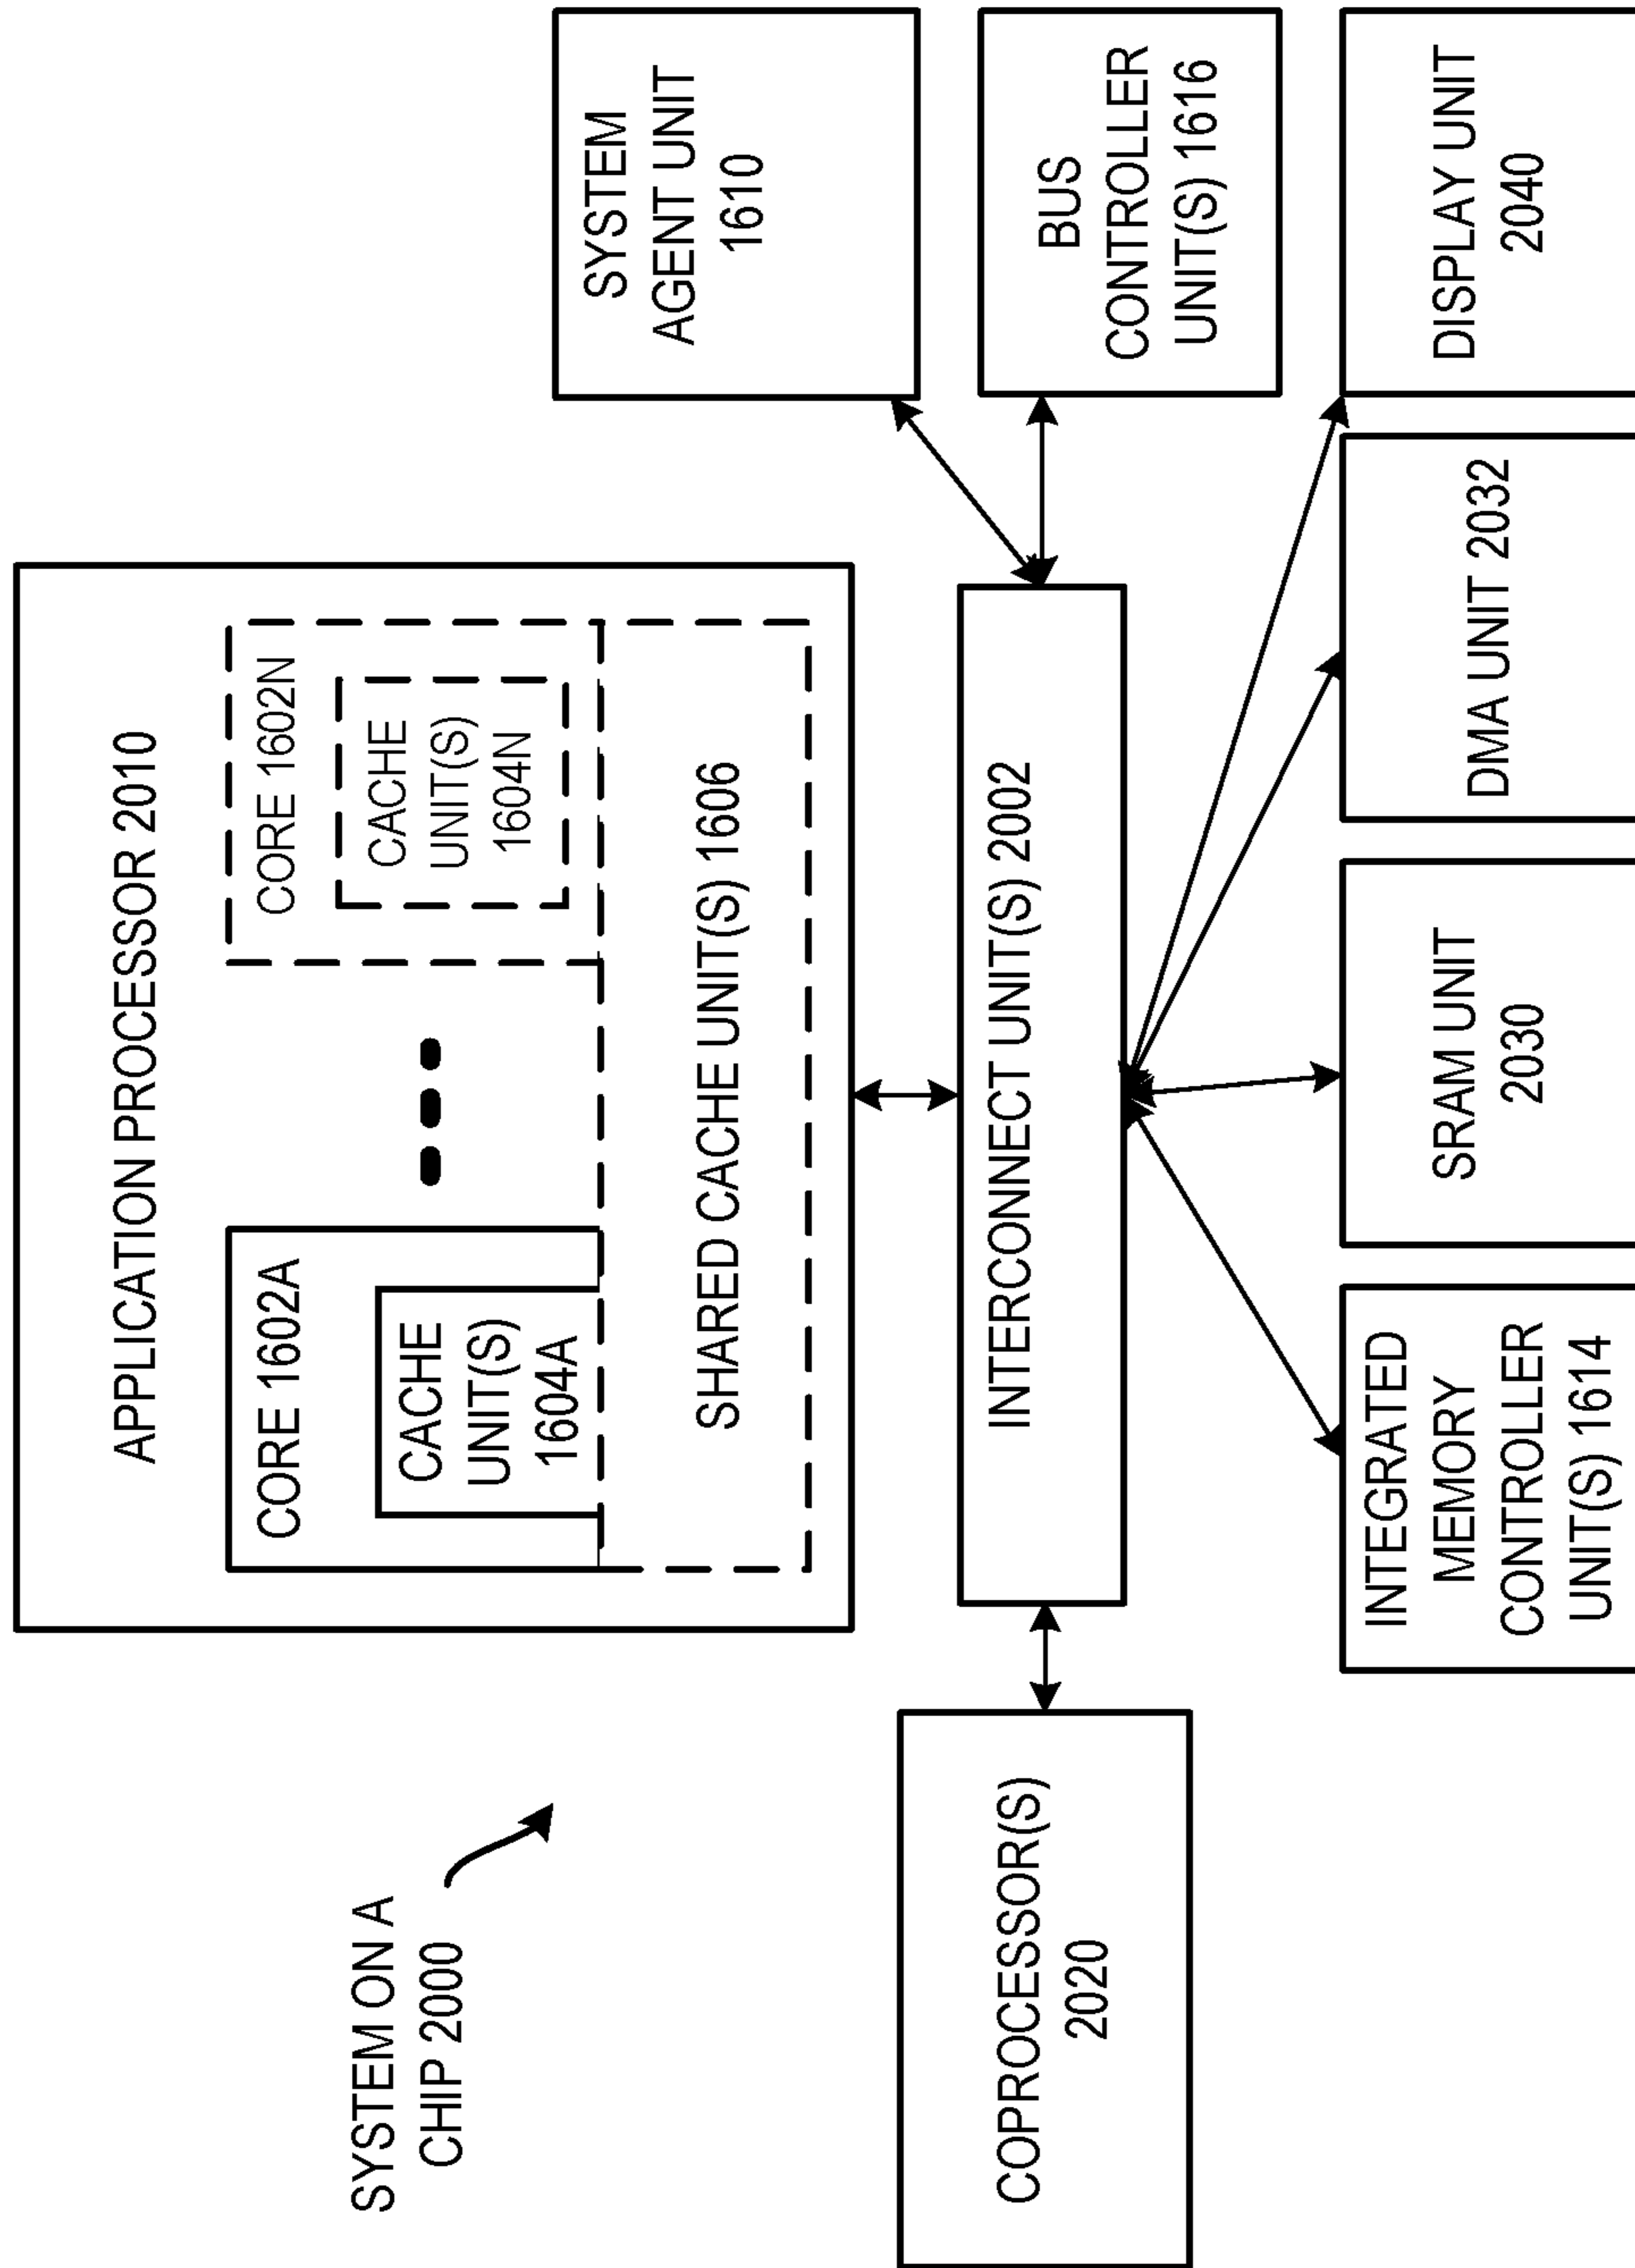 SYSTEM ON A
CHIP 2000
APPLICATION PROCESSOR 2010
CORE 1602A
CACHE
UNIT(S)
1604A
CORE 1602N
CACHE
UNIT(S)
1604N
SHARED CACHE UNIT(S) 1606
SYSTEM
AGENT UNIT
1610
COPROCESSOR(S)
2020
INTERCONNECT UNIT(S) 2002
BUS
CONTROLLER
UNIT(S) 1616
INTEGRATED
MEMORY
CONTROLLER
UNIT(S) 1614
SRAM UNIT
2030
DMA UNIT 2032
DISPLAY UNIT
2040